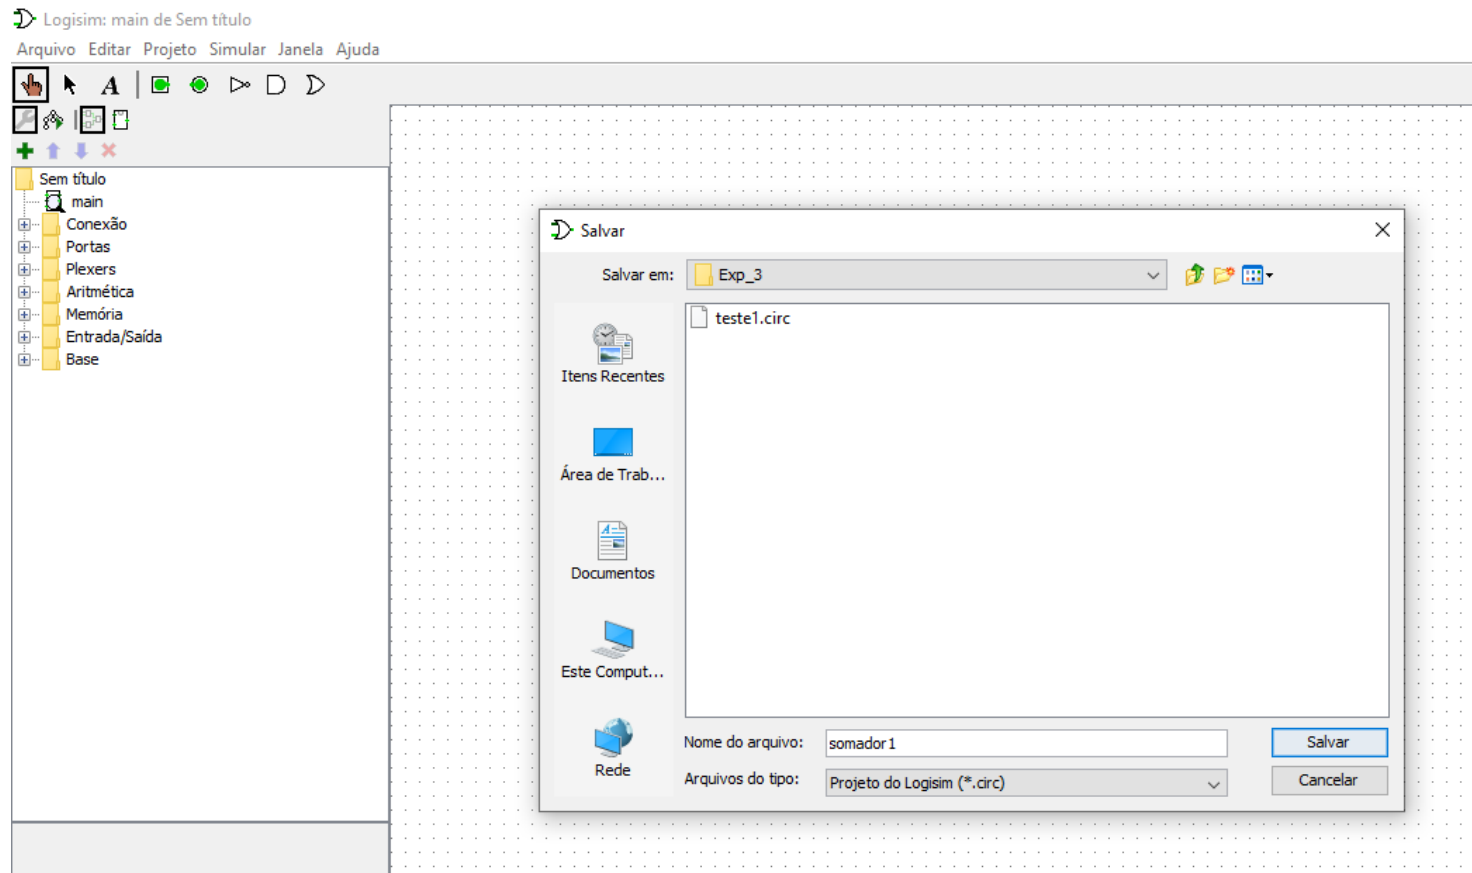 Logisim: main de Sem título
Arquivo Editar Projeto Simular Janela Ajuda
A
Sem título
main
Conexão
Portas
Plexers
Aritmética
Memória
Entrada/Saída
Base
Salvar
Salvar em: Exp_3
teste1.circ
Itens Recentes
Área de Trab...
Documentos
Este Comput...
Rede
Nome do arquivo: somador1 Salvar
Arquivos do tipo: Projeto do Logisim (*.circ) Cancelar